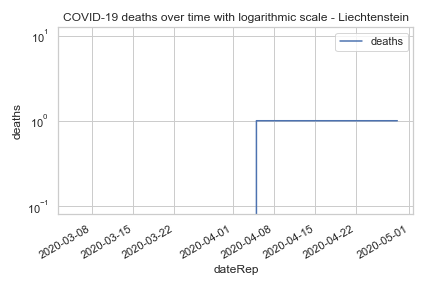 COVID-19 deaths over time with logarithmic scale - Liechtenstein
deaths
10¹
10⁰
10⁻¹
deaths
2020-03-08
2020-03-15
2020-03-22
2020-04-01
2020-04-08
2020-04-15
2020-04-22
2020-05-01
dateRep